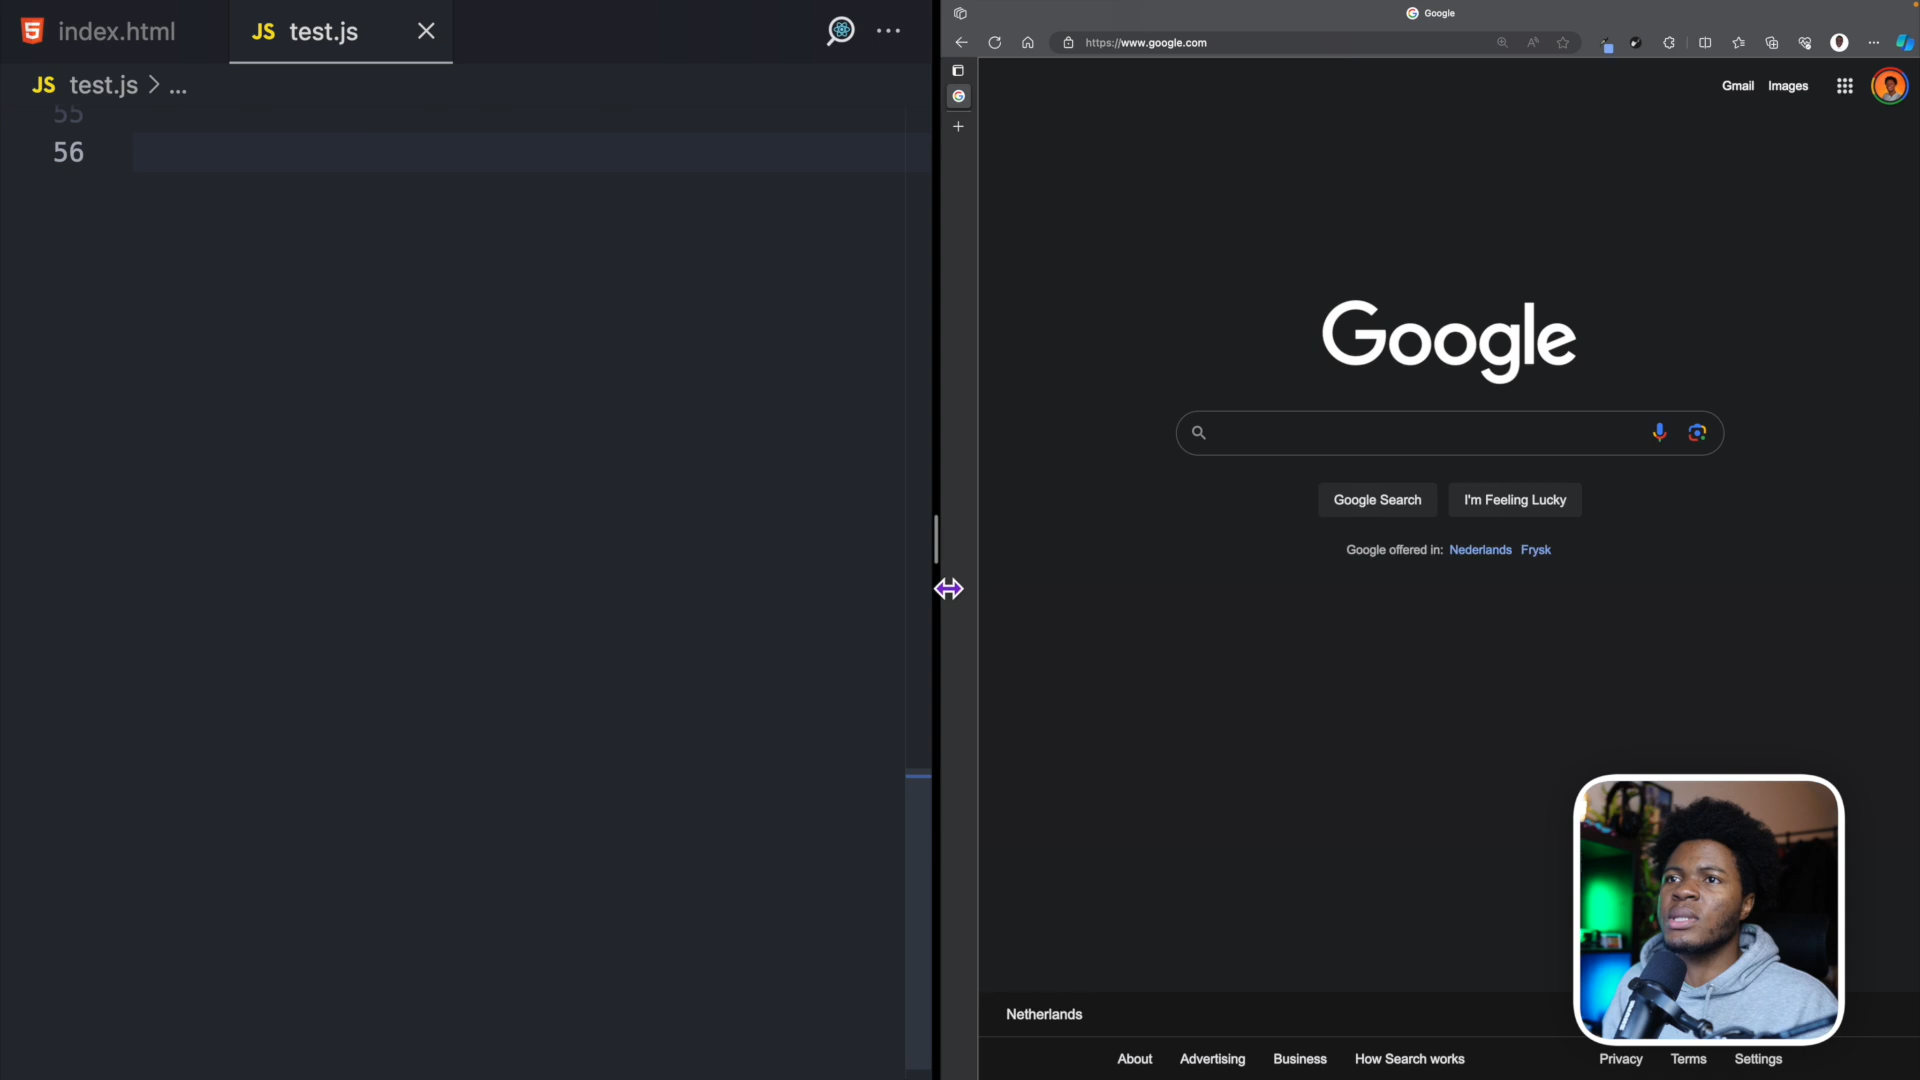 index.html
JS test.js
JS test.js > ...
55
56
Google
https://www.google.com
Gmail Images
Google
Google Search
I'm Feeling Lucky
Google offered in: Nederlands Frysk
Netherlands
About Advertising Business How Search works Privacy Terms Settings